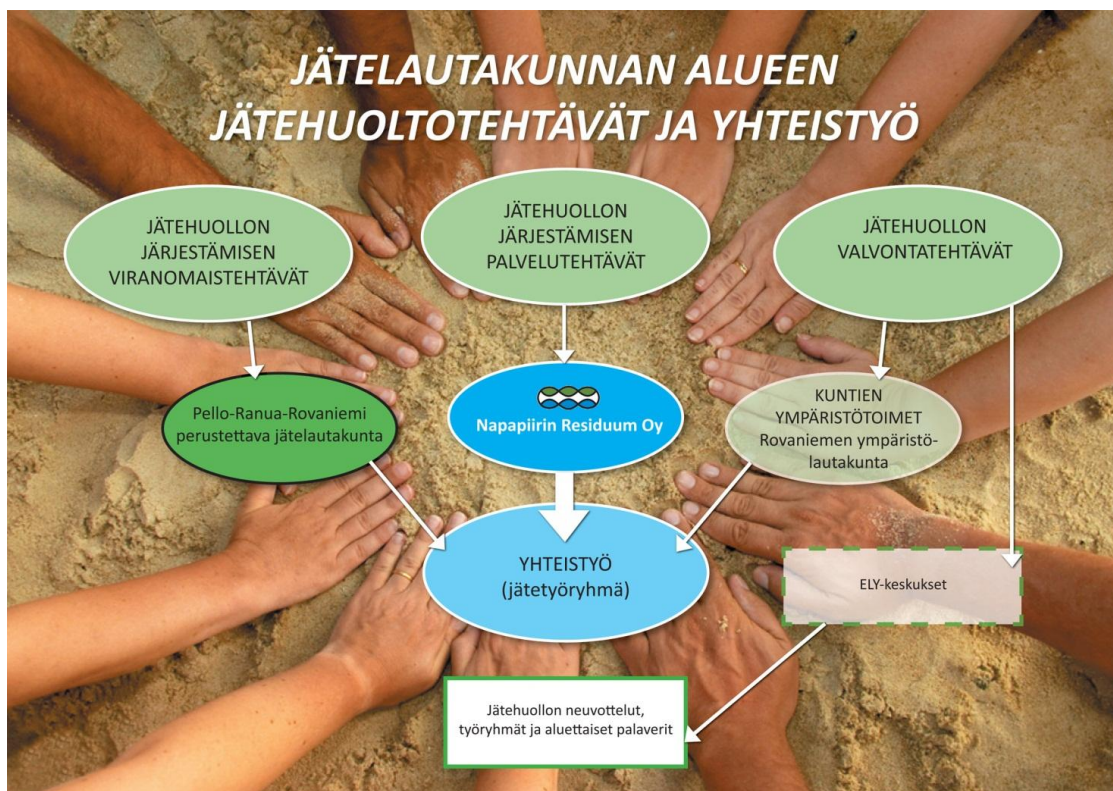 JÄTELAUTAKUNNAN ALUEEN
JÄTEHUOLTOTEHTÄVÄT JA YHTEISTYÖ
JÄTEHUOLLON
JÄRJESTÄMISEN
VIRANOMAISTEHTÄVÄT
JÄTEHUOLLON
JÄRJESTÄMISEN
PALVELUTEHTÄVÄT
JÄTEHUOLLON
VALVONTATEHTÄVÄT
Pello-Ranua-Rovaniemi
perustettava jätelautakunta
Napapiirin Residuum Oy
KUNTIEN
YMPÄRISTÖTOIMET
Rovaniemen ympäristö-
lautakunta
YHTEISTYÖ
(jätetyöryhmä)
ELY-keskukset
Jätehuollon neuvottelut,
työryhmät ja aluettaiset palaverit